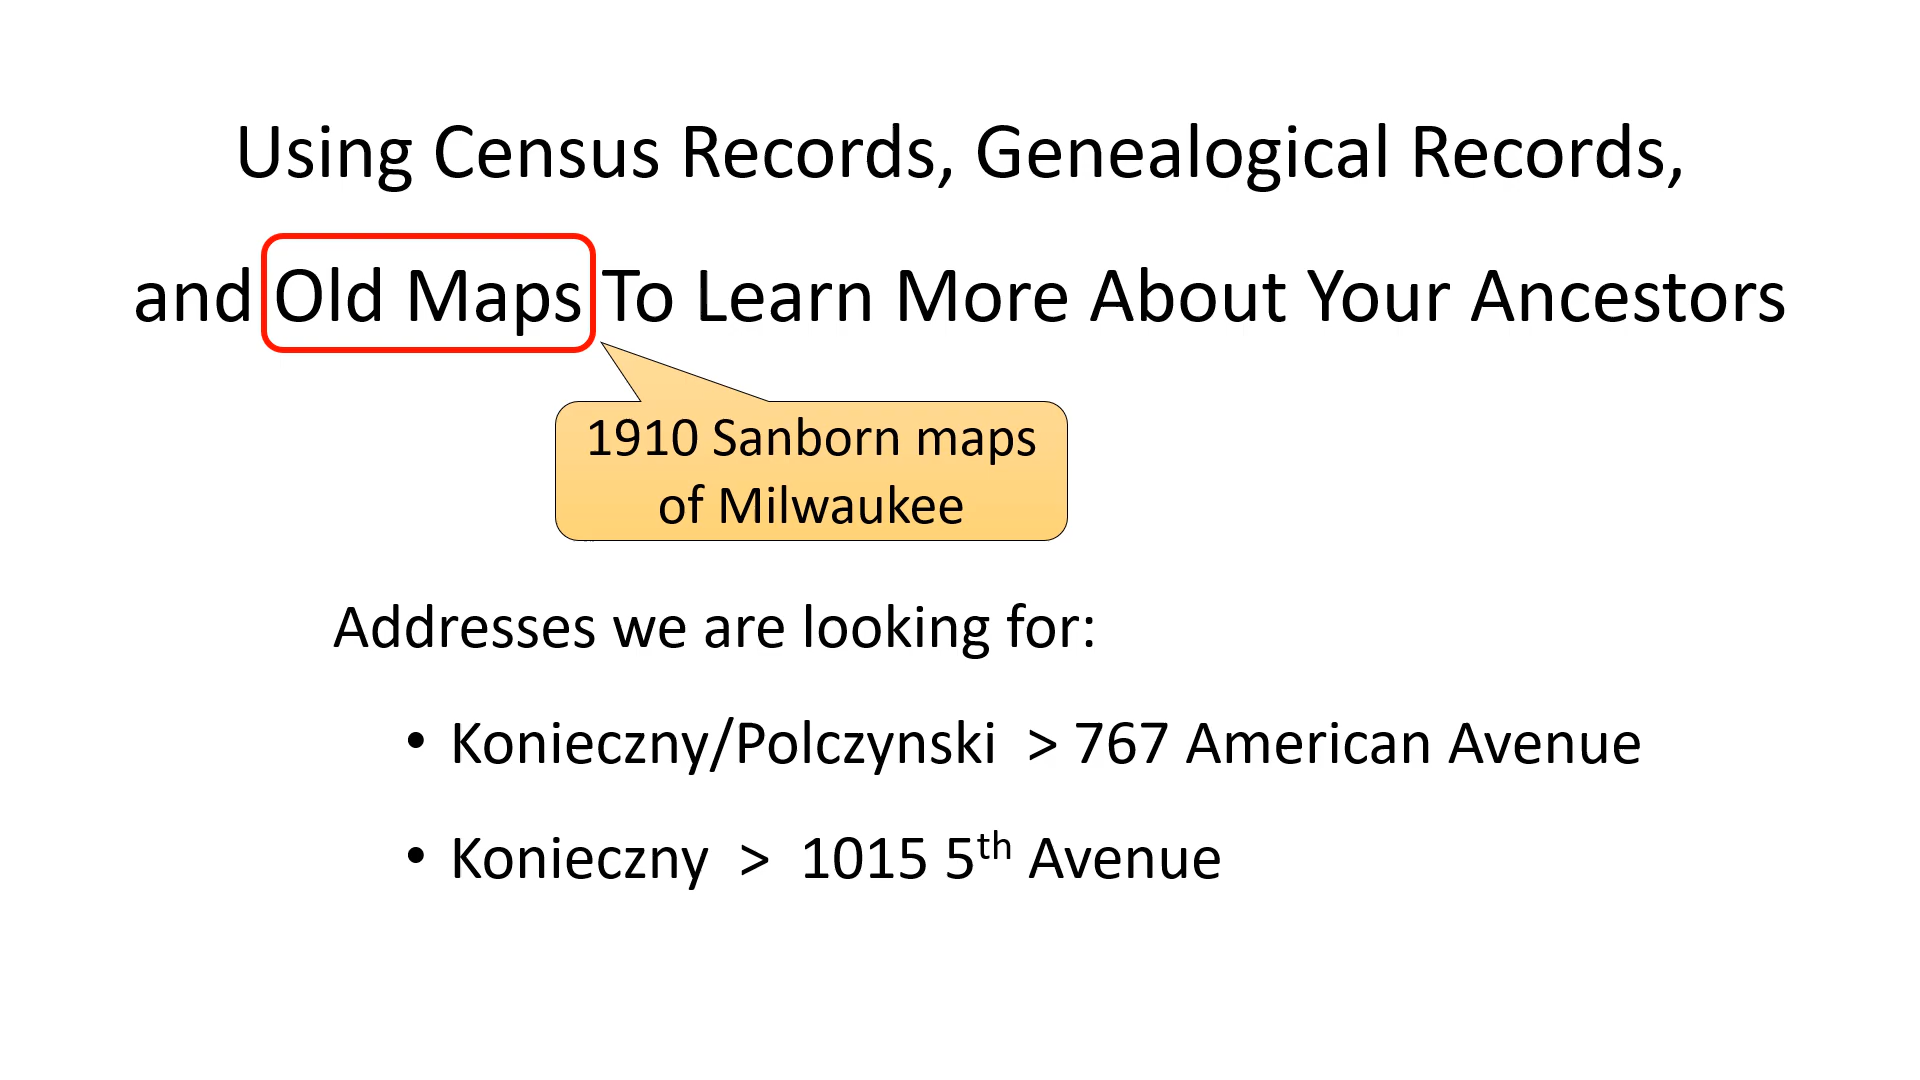 Using Census Records, Genealogical Records,
and Old Maps To Learn More About Your Ancestors
1910 Sanborn maps
of Milwaukee
Addresses we are looking for:
• Konieczny/Polczynski > 767 American Avenue
• Konieczny > 1015 5th Avenue